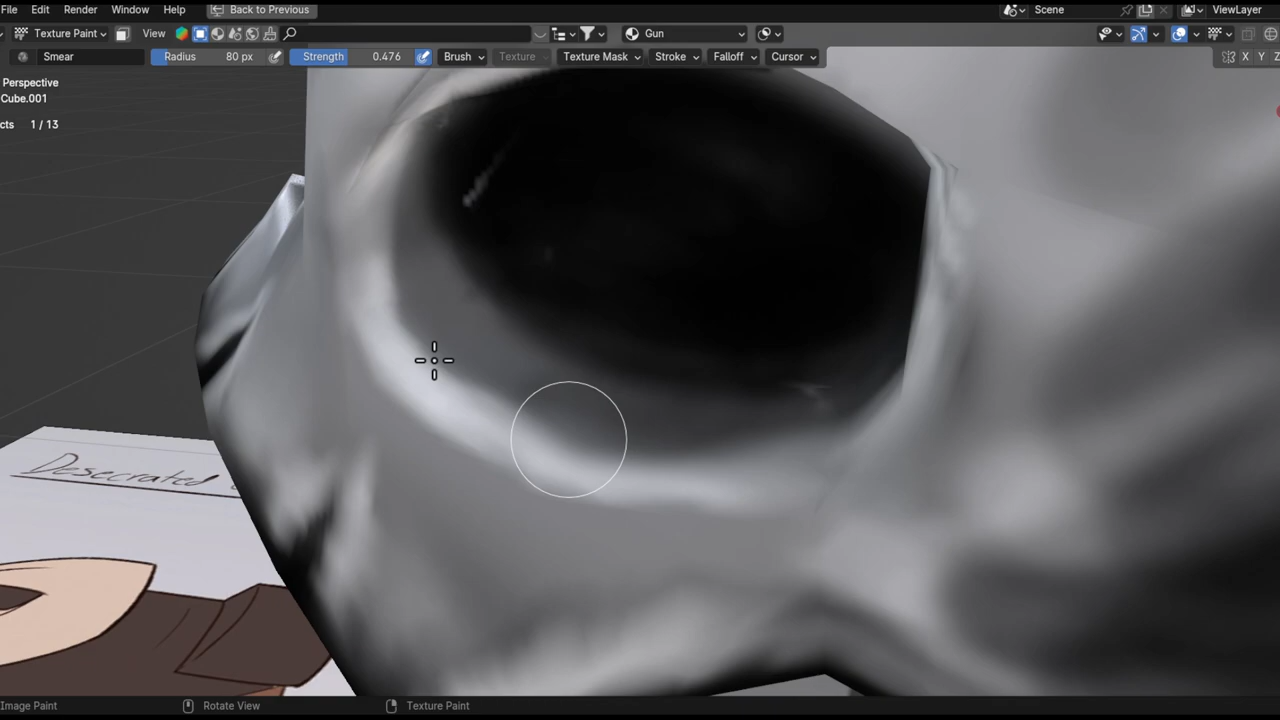 File Edit Render Window Help Back to Previous Scene ViewLayer
Texture Paint View Gun
Smear Radius 80 px Strength 0.476 Brush Texture Texture Mask Stroke Falloff Cursor X Y Z
Perspective
Cube.001
cts 1 / 13
Desecrated
Image Paint Rotate View Texture Paint